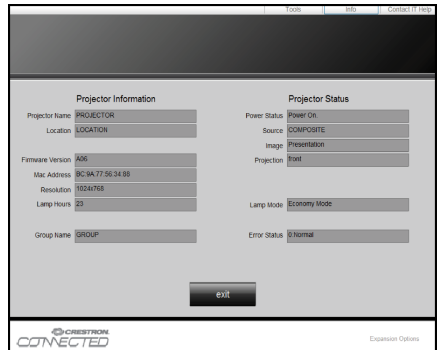 Tools Info Contact IT Help
Projector Information
Projector Name PROJECTOR
Location LOCATION
Firmware Version A06
Mac Address BC:9A:77:56:34:88
Resolution 1024x768
Lamp Hours 23
Group Name GROUP
Projector Status
Power Status Power On.
Source COMPOSITE
Image Presentation
Projection front
Lamp Mode Economy Mode
Error Status 0:Normal
exit
CRESTRON
CONNECTED
Expansion Options